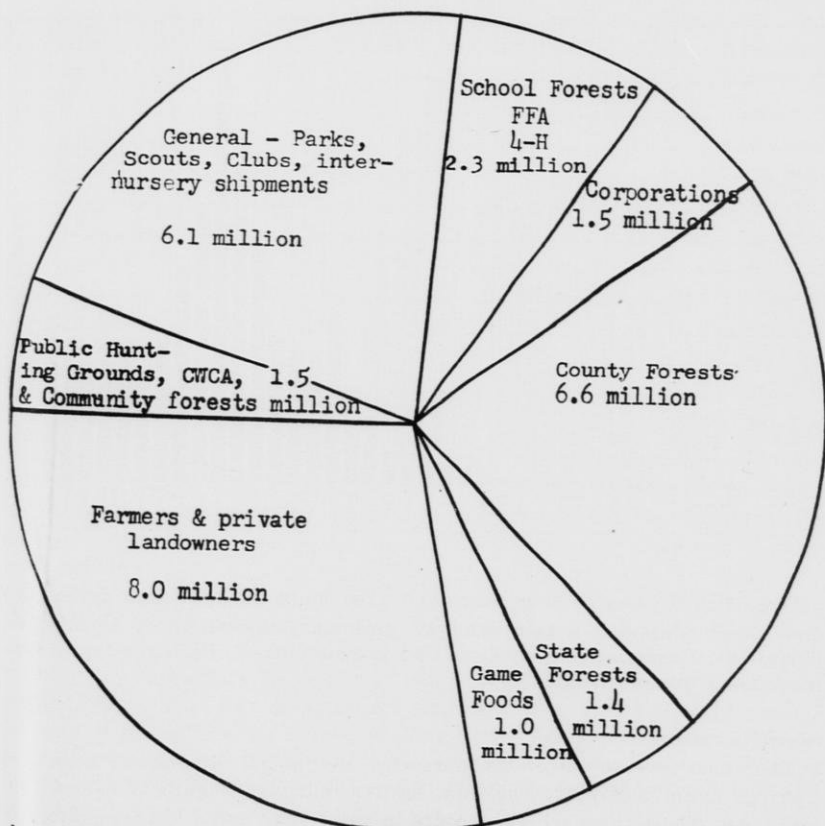 School Forests
FFA
4-H
2.3 million
General - Parks,
Scouts, Clubs, inter-
nursery shipments
6.1 million
Corporations
1.5 million
Public Hunt-
ing Grounds, CWCA, 1.5
& Community forests million
County Forests
6.6 million
Farmers & private
landowners
8.0 million
State
Forests
1.4
million
Game
Foods
1.0
million